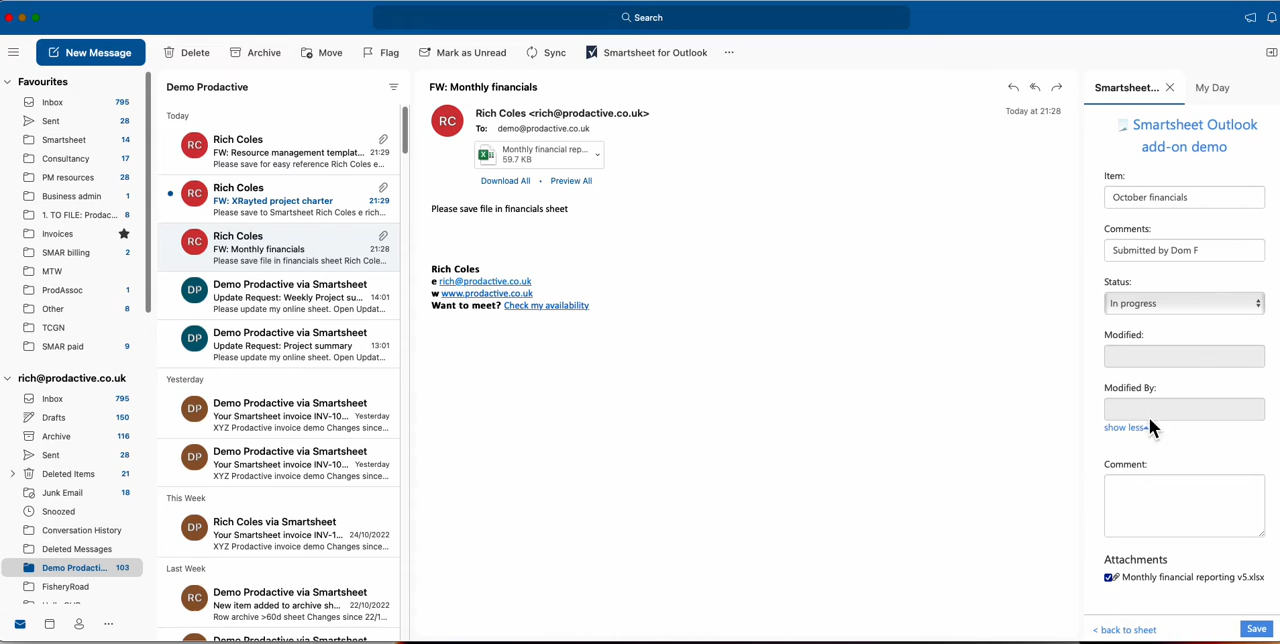 Search
New Message
Delete
Archive
Move
Flag
Mark as Unread
Sync
Smartsheet for Outlook
Favourites
Inbox 795
Sent 28
Smartsheet 14
Consultancy 17
PM resources 28
Business admin 1
1. TO FILE: Prodac... 8
Invoices
SMAR billing 2
MTW
ProdAssoc 1
Other 8
TCGN
SMAR paid 9
rich@prodactive.co.uk
Inbox 795
Drafts 150
Archive 116
Sent 28
Deleted Items 21
Junk Email 18
Snoozed
Conversation History
Deleted Messages
Demo Prodacti... 103
FisheryRoad
Demo Prodactive
Today
RC
Rich Coles
FW: Resource management templat... 21:29
Please save for easy reference Rich Coles e...
RC
Rich Coles
FW: XRayted project charter 21:29
Please save to Smartsheet Rich Coles e rich...
RC
Rich Coles
FW: Monthly financials 21:28
Please save file in financials sheet Rich Cole...
DP
Demo Prodactive via Smartsheet
Update Request: Weekly Project su... 14:01
Please update my online sheet. Open Updat...
DP
Demo Prodactive via Smartsheet
Update Request: Project summary 13:01
Please update my online sheet. Open Updat...
Yesterday
DP
Demo Prodactive via Smartsheet
Your Smartsheet invoice INV-10... Yesterday
XYZ Prodactive invoice demo Changes since...
DP
Demo Prodactive via Smartsheet
Your Smartsheet invoice INV-10... Yesterday
XYZ Prodactive invoice demo Changes since...
This Week
DP
Rich Coles via Smartsheet
Your Smartsheet invoice INV-1... 24/10/2022
XYZ Prodactive invoice demo Changes since...
Last Week
RC
Demo Prodactive via Smartsheet
New item added to archive sh... 22/10/2022
Row archive >60d sheet Changes since 22/1...
Demo Prodactive via Smartsheet
FW: Monthly financials
RC
Rich Coles <rich@prodactive.co.uk>
To: demo@prodactive.co.uk
Today at 21:28
Monthly financial rep...
59.7 KB
Download All • Preview All
Please save file in financials sheet
Rich Coles
e rich@prodactive.co.uk
w www.prodactive.co.uk
Want to meet? Check my availability
Smartsheet...
My Day
Smartsheet Outlook
add-on demo
Item:
October financials
Comments:
Submitted by Dom F
Status:
In progress
Modified:
Modified By:
show less
Comment:
Attachments
Monthly financial reporting v5.xlsx
< back to sheet
Save